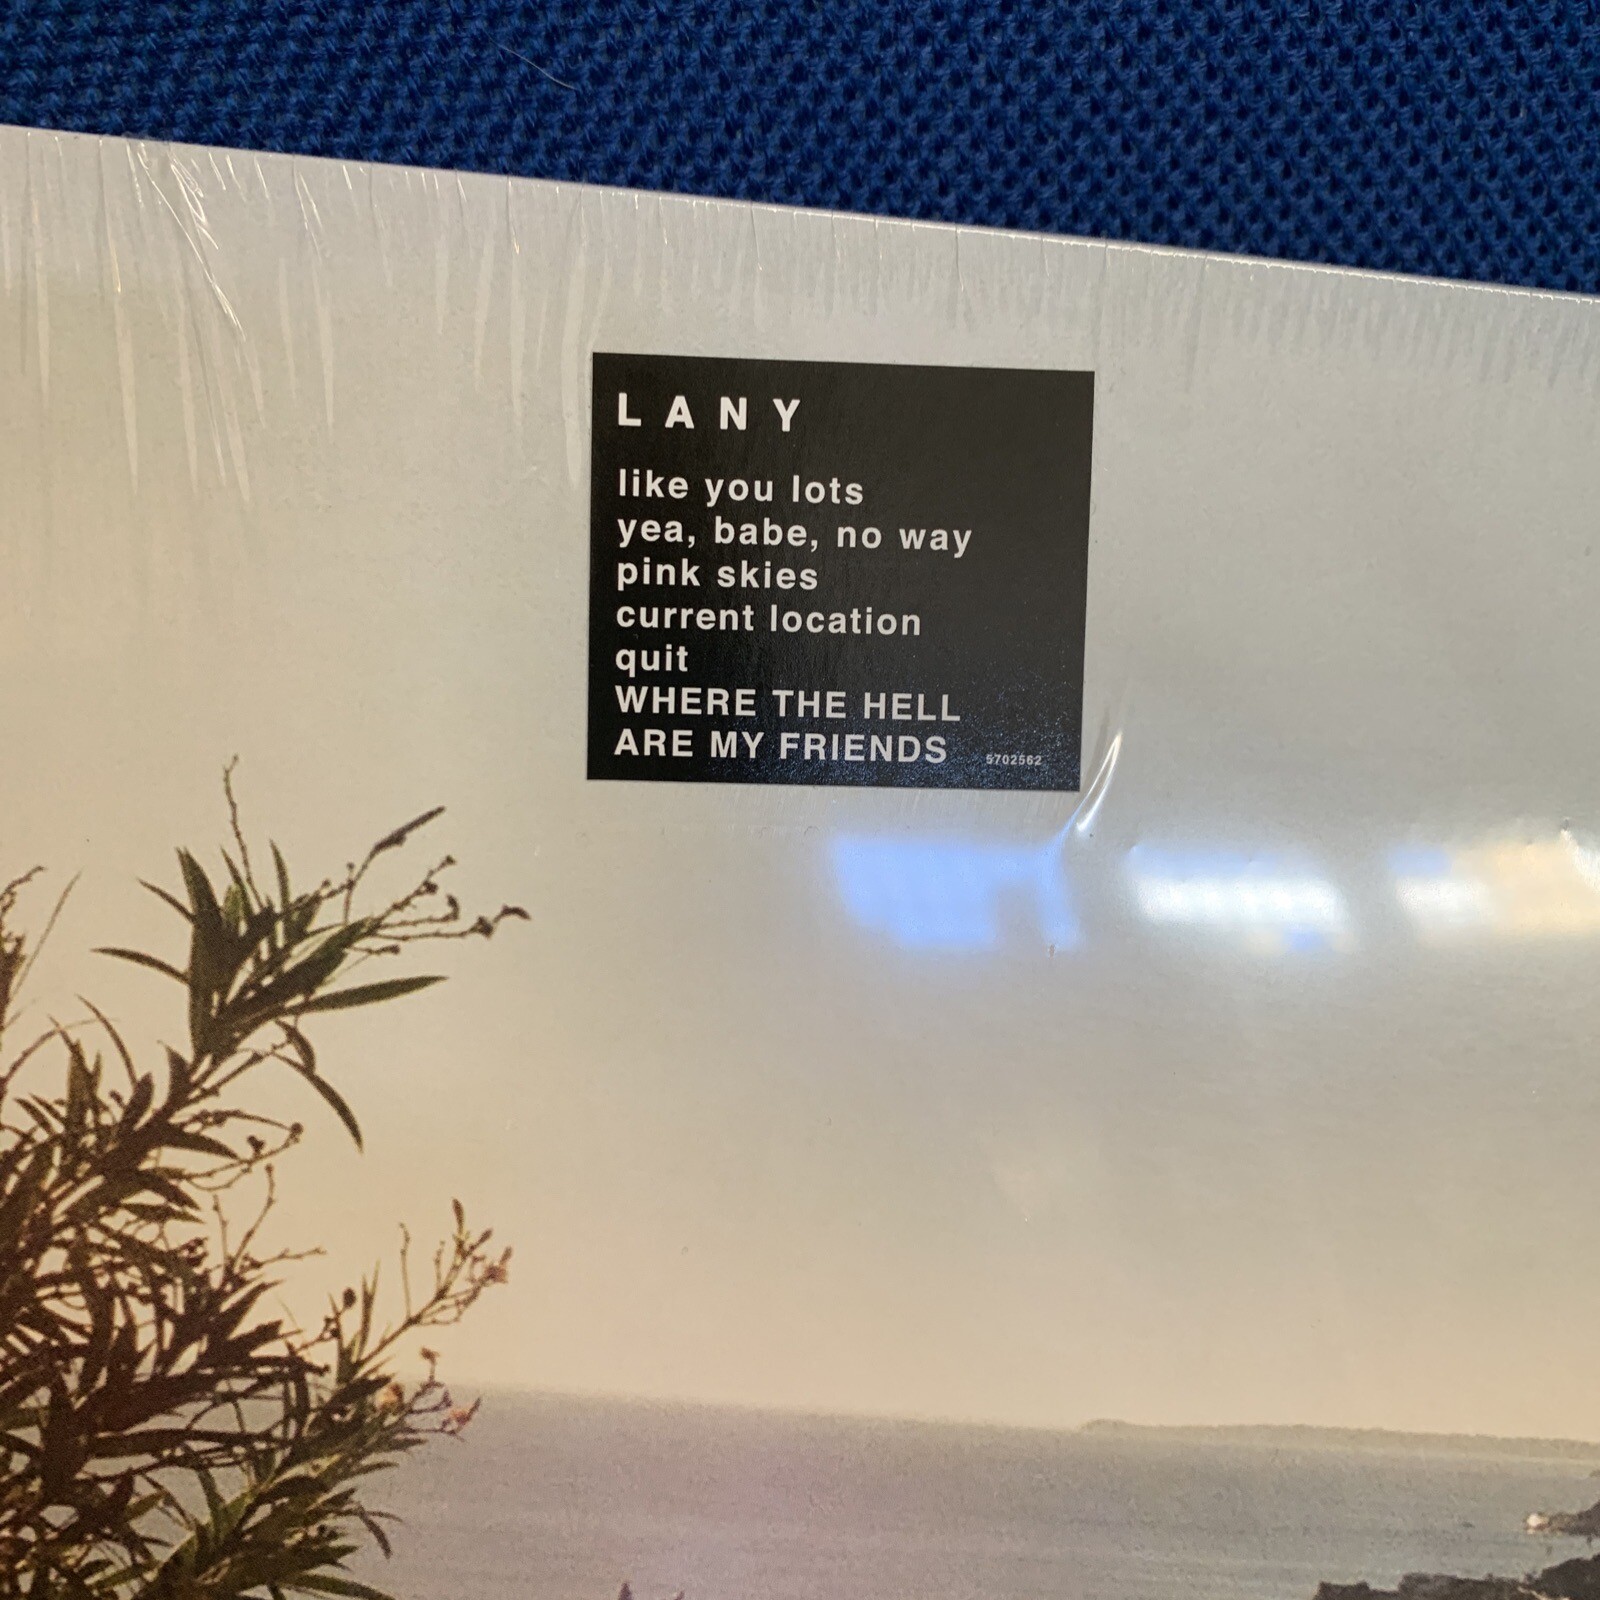 LANY
like you lots
yea, babe, no way
pink skies
current location
quit
WHERE THE HELL
ARE MY FRIENDS
5702562